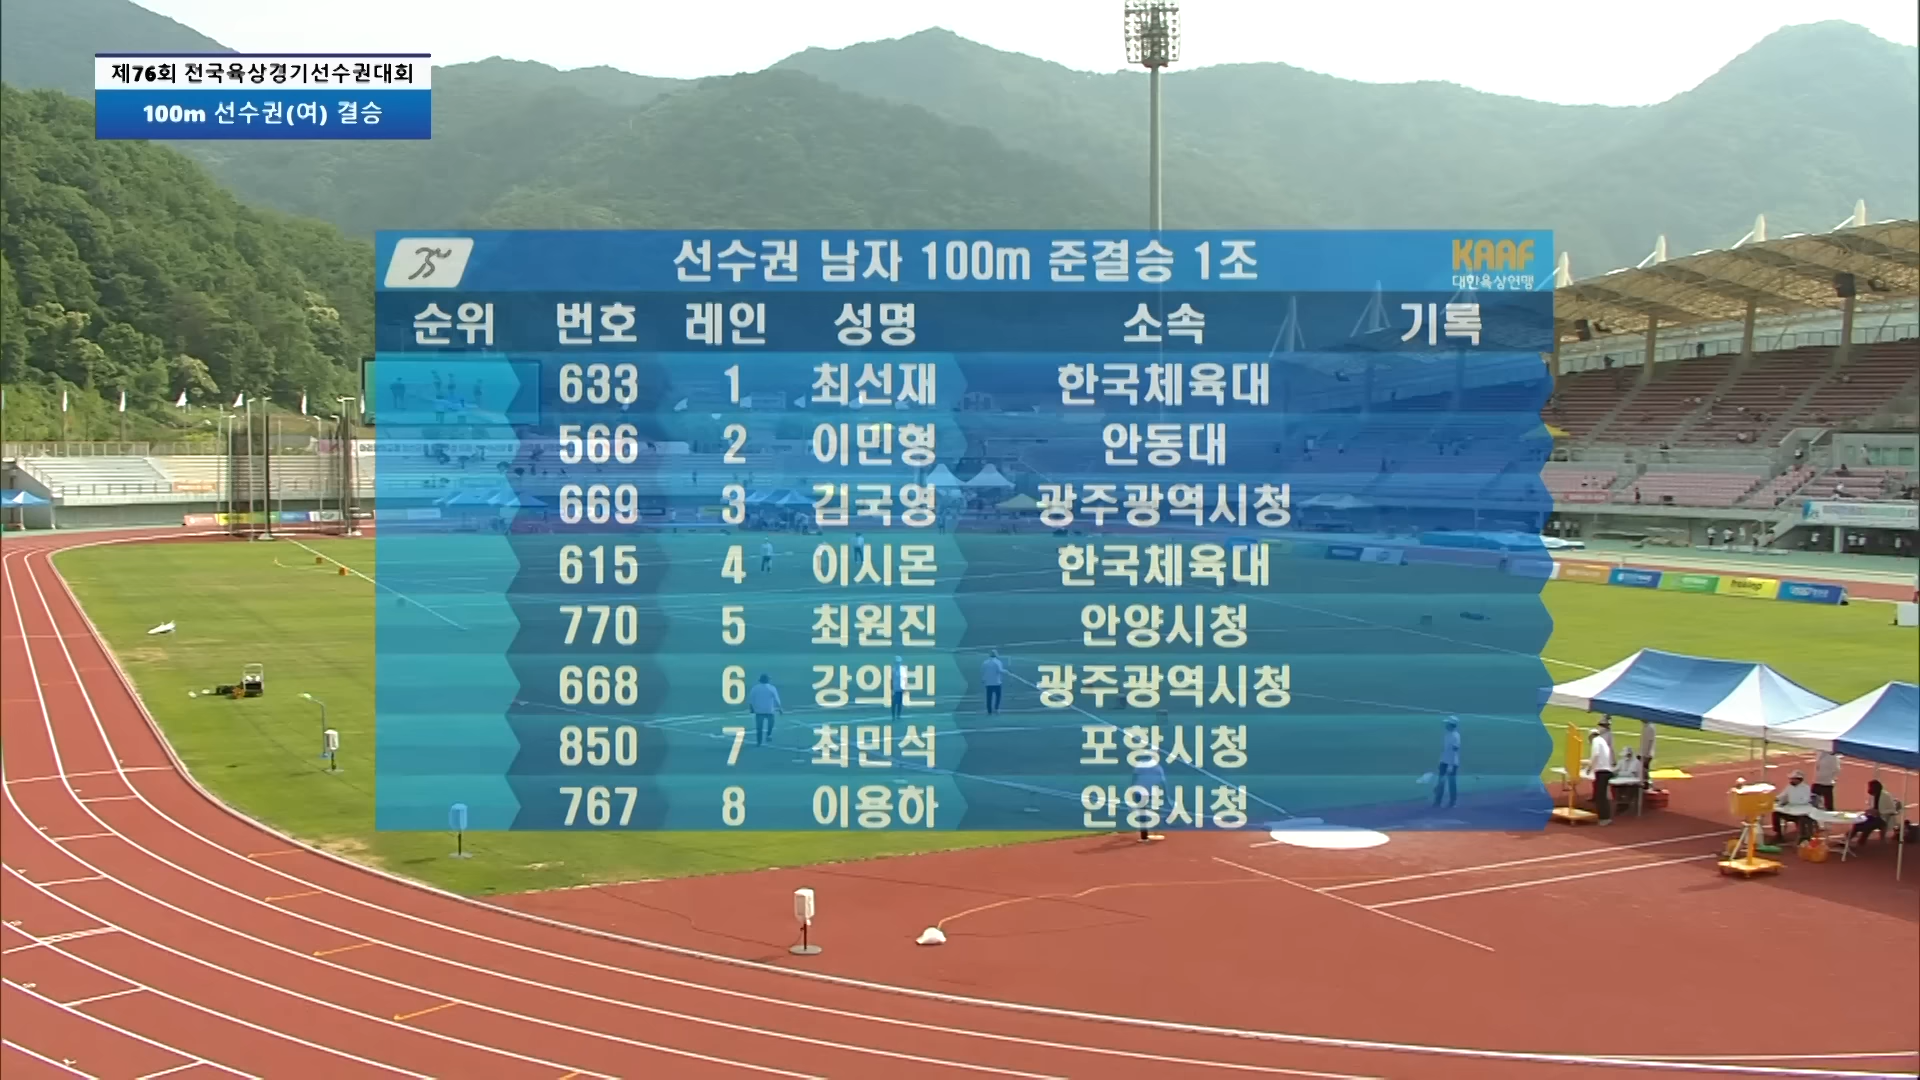 제76회 전국육상경기선수권대회
100m 선수권(여) 결승
선수권 남자 100m 준결승 1조
KAAF
대한육상연맹
순위 번호 레인 성명 소속 기록
633 1 최선재 한국체육대
566 2 이민형 안동대
669 3 김국영 광주광역시청
615 4 이시몬 한국체육대
770 5 최원진 안양시청
668 6 강의빈 광주광역시청
850 7 최민석 포항시청
767 8 이용하 안양시청